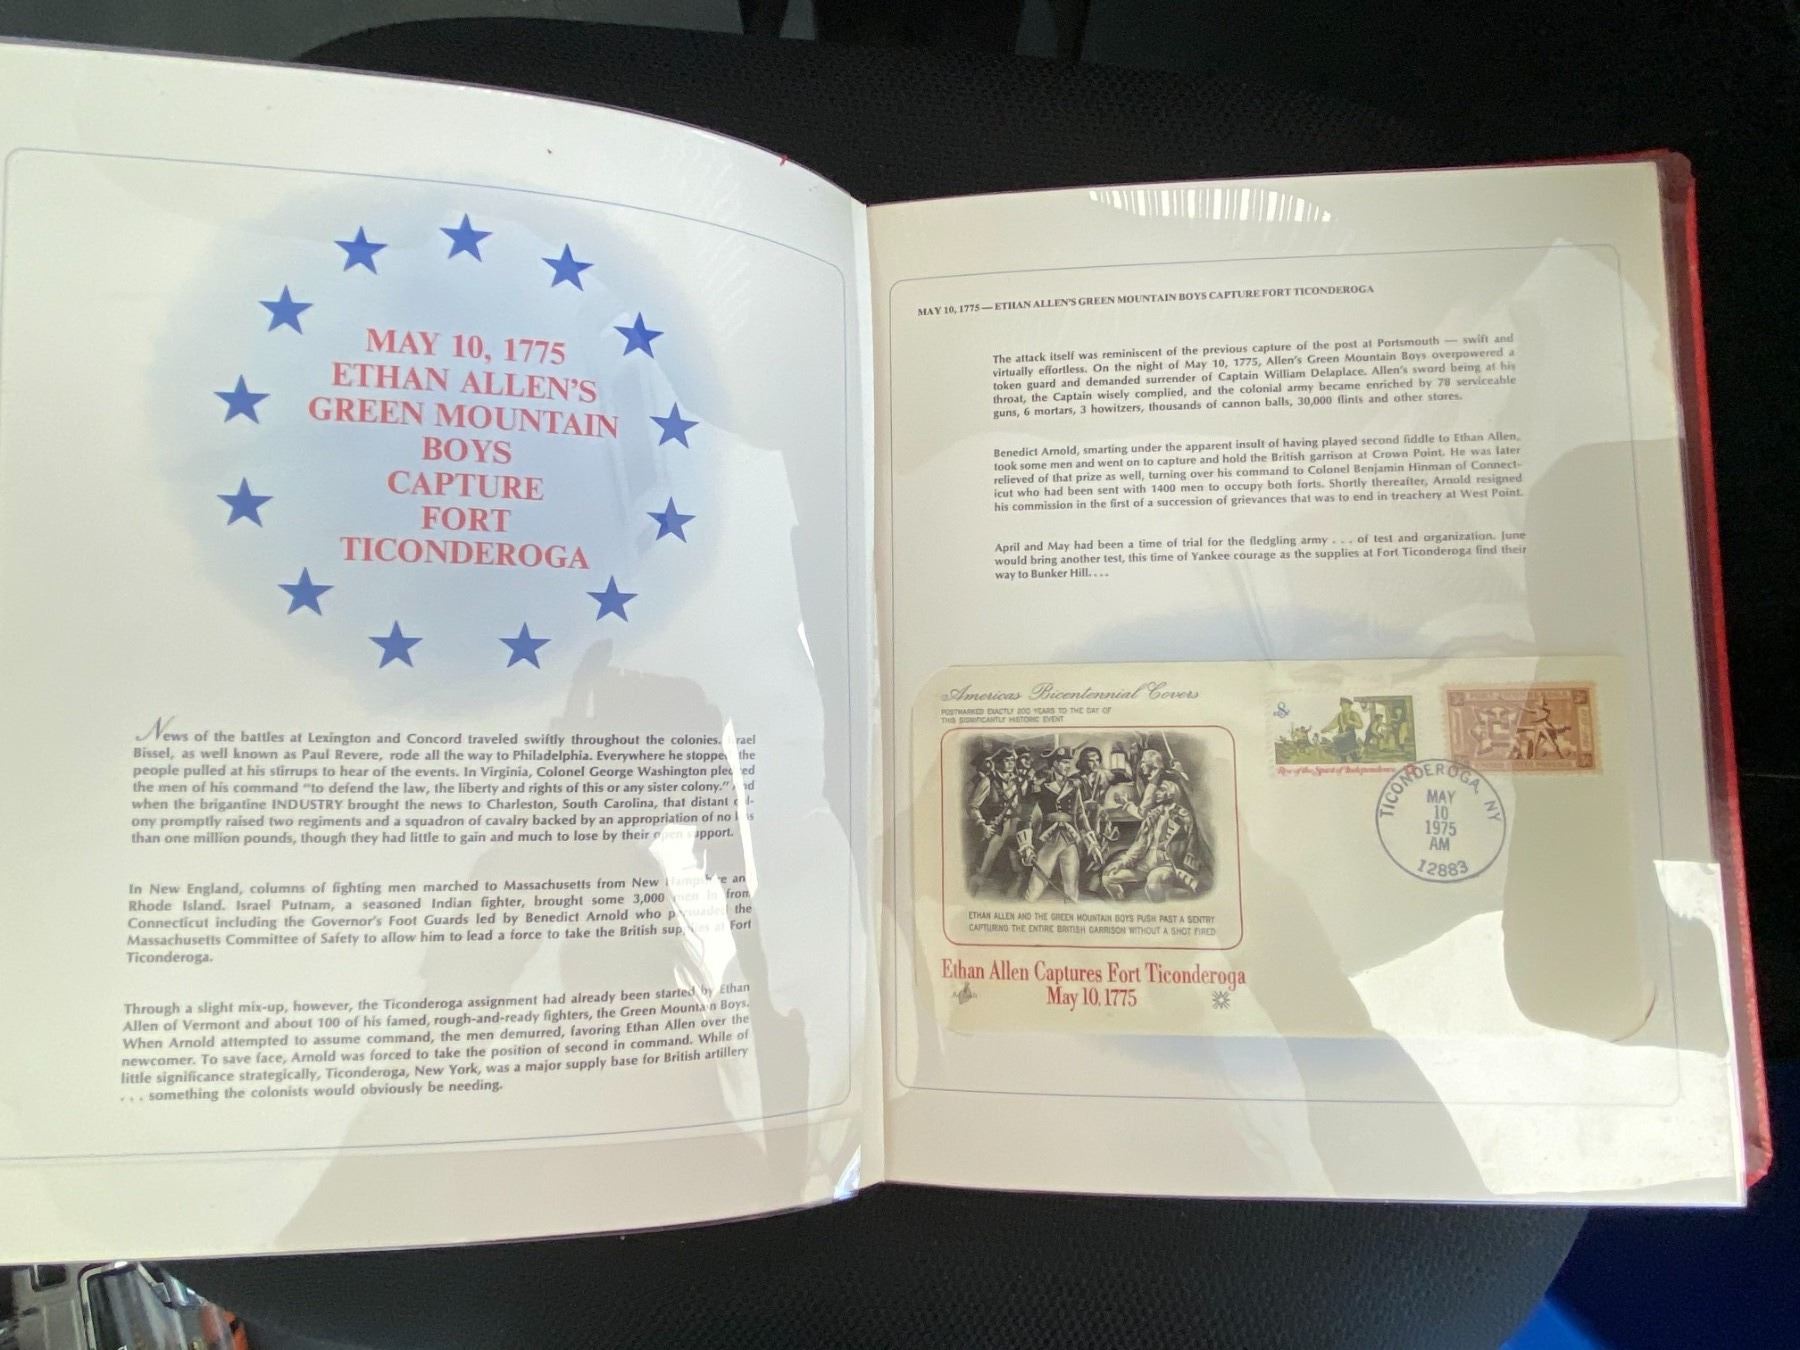 MAY 10, 1775
ETHAN ALLEN'S
GREEN MOUNTAIN
BOYS
CAPTURE
FORT
TICONDEROGA
News of the battles at Lexington and Concord traveled swiftly throughout the colonies.
Bissel, as well known as Paul Revere, rode all the way to Philadelphia. Everywhere he the
people pulled at his stirrups to hear of the events. In Virginia, Colonel George Washington
the men of his command "to defend the law, the liberty and rights of this or any sister colony."
when the brigantine INDUSTRY brought the news to Charleston, South Carolina, that distant
ony promptly raised two regiments and a squadron of cavalry backed by an appropriation of no
than one million pounds, though they had little to gain and much to lose by their
In New England, columns of fighting men marched to Massachusetts from New
Rhode Island. Israel Putnam, a seasoned Indian fighter, brought some 3,000 men
Connecticut including the Governor's Foot Guards led by Benedict Arnold who the
Massachusetts Committee of Safety to allow him to lead a force to take the British Fort
Ticonderoga.
Through a slight mix-up, however, the Ticonderoga assignment had already been started by Ethan
Allen of Vermont and about 100 of his famed, rough-and-ready fighters, the Green Mountain Boys.
When Arnold attempted to assume command, the men demurred, favoring Ethan Allen over the
newcomer. To save face, Arnold was forced to take the position of second in command. While of
little significance strategically, Ticonderoga, New York, was a major supply base for British artillery
. . . something the colonists would obviously be needing.
MAY 10, 1775—ETHAN ALLEN'S GREEN MOUNTAIN BOYS CAPTURE FORT TICONDEROGA
The attack itself was reminiscent of the previous capture of the post at Portsmouth — swift and
virtually effortless. On the night of May 10, 1775, Allen's Green Mountain Boys overpowered a
token guard and demanded surrender of Captain William Delaplace. Allen's sword being at his
throat, the Captain wisely complied, and the colonial army became enriched by 78 serviceable
guns, 6 mortars, 3 howitzers, thousands of cannon balls, 30,000 flints and other stores.
Benedict Arnold, smarting under the apparent insult of having played second fiddle to Ethan Allen,
took some men and went on to capture and hold the British garrison at Crown Point. He was later
relieved of that prize as well, turning over his command to Colonel Benjamin Hinman of Connect-
icut who had been sent with 1400 men to occupy both forts. Shortly thereafter, Arnold resigned
his commission in the first of a succession of grievances that was to end in treachery at West Point.
April and May had been a time of trial for the fledgling army . . . of test and organization. June
would bring another test, this time of Yankee courage as the supplies at Fort Ticonderoga find their
way to Bunker Hill. . . .
Americas Bicentennial Covers
POSTMARKED EXACTLY 200 YEARS TO THE DAY OF
THIS SIGNIFICANTLY HISTORIC EVENT
8
Rise of the Spirit of Independence
TICONDEROGA, NY
MAY
10
1975
AM
12883
ETHAN ALLEN AND THE GREEN MOUNTAIN BOYS PUSH PAST A SENTRY
CAPTURING THE ENTIRE BRITISH GARRISON WITHOUT A SHOT FIRED
Ethan Allen Captures Fort Ticonderoga
May 10, 1775